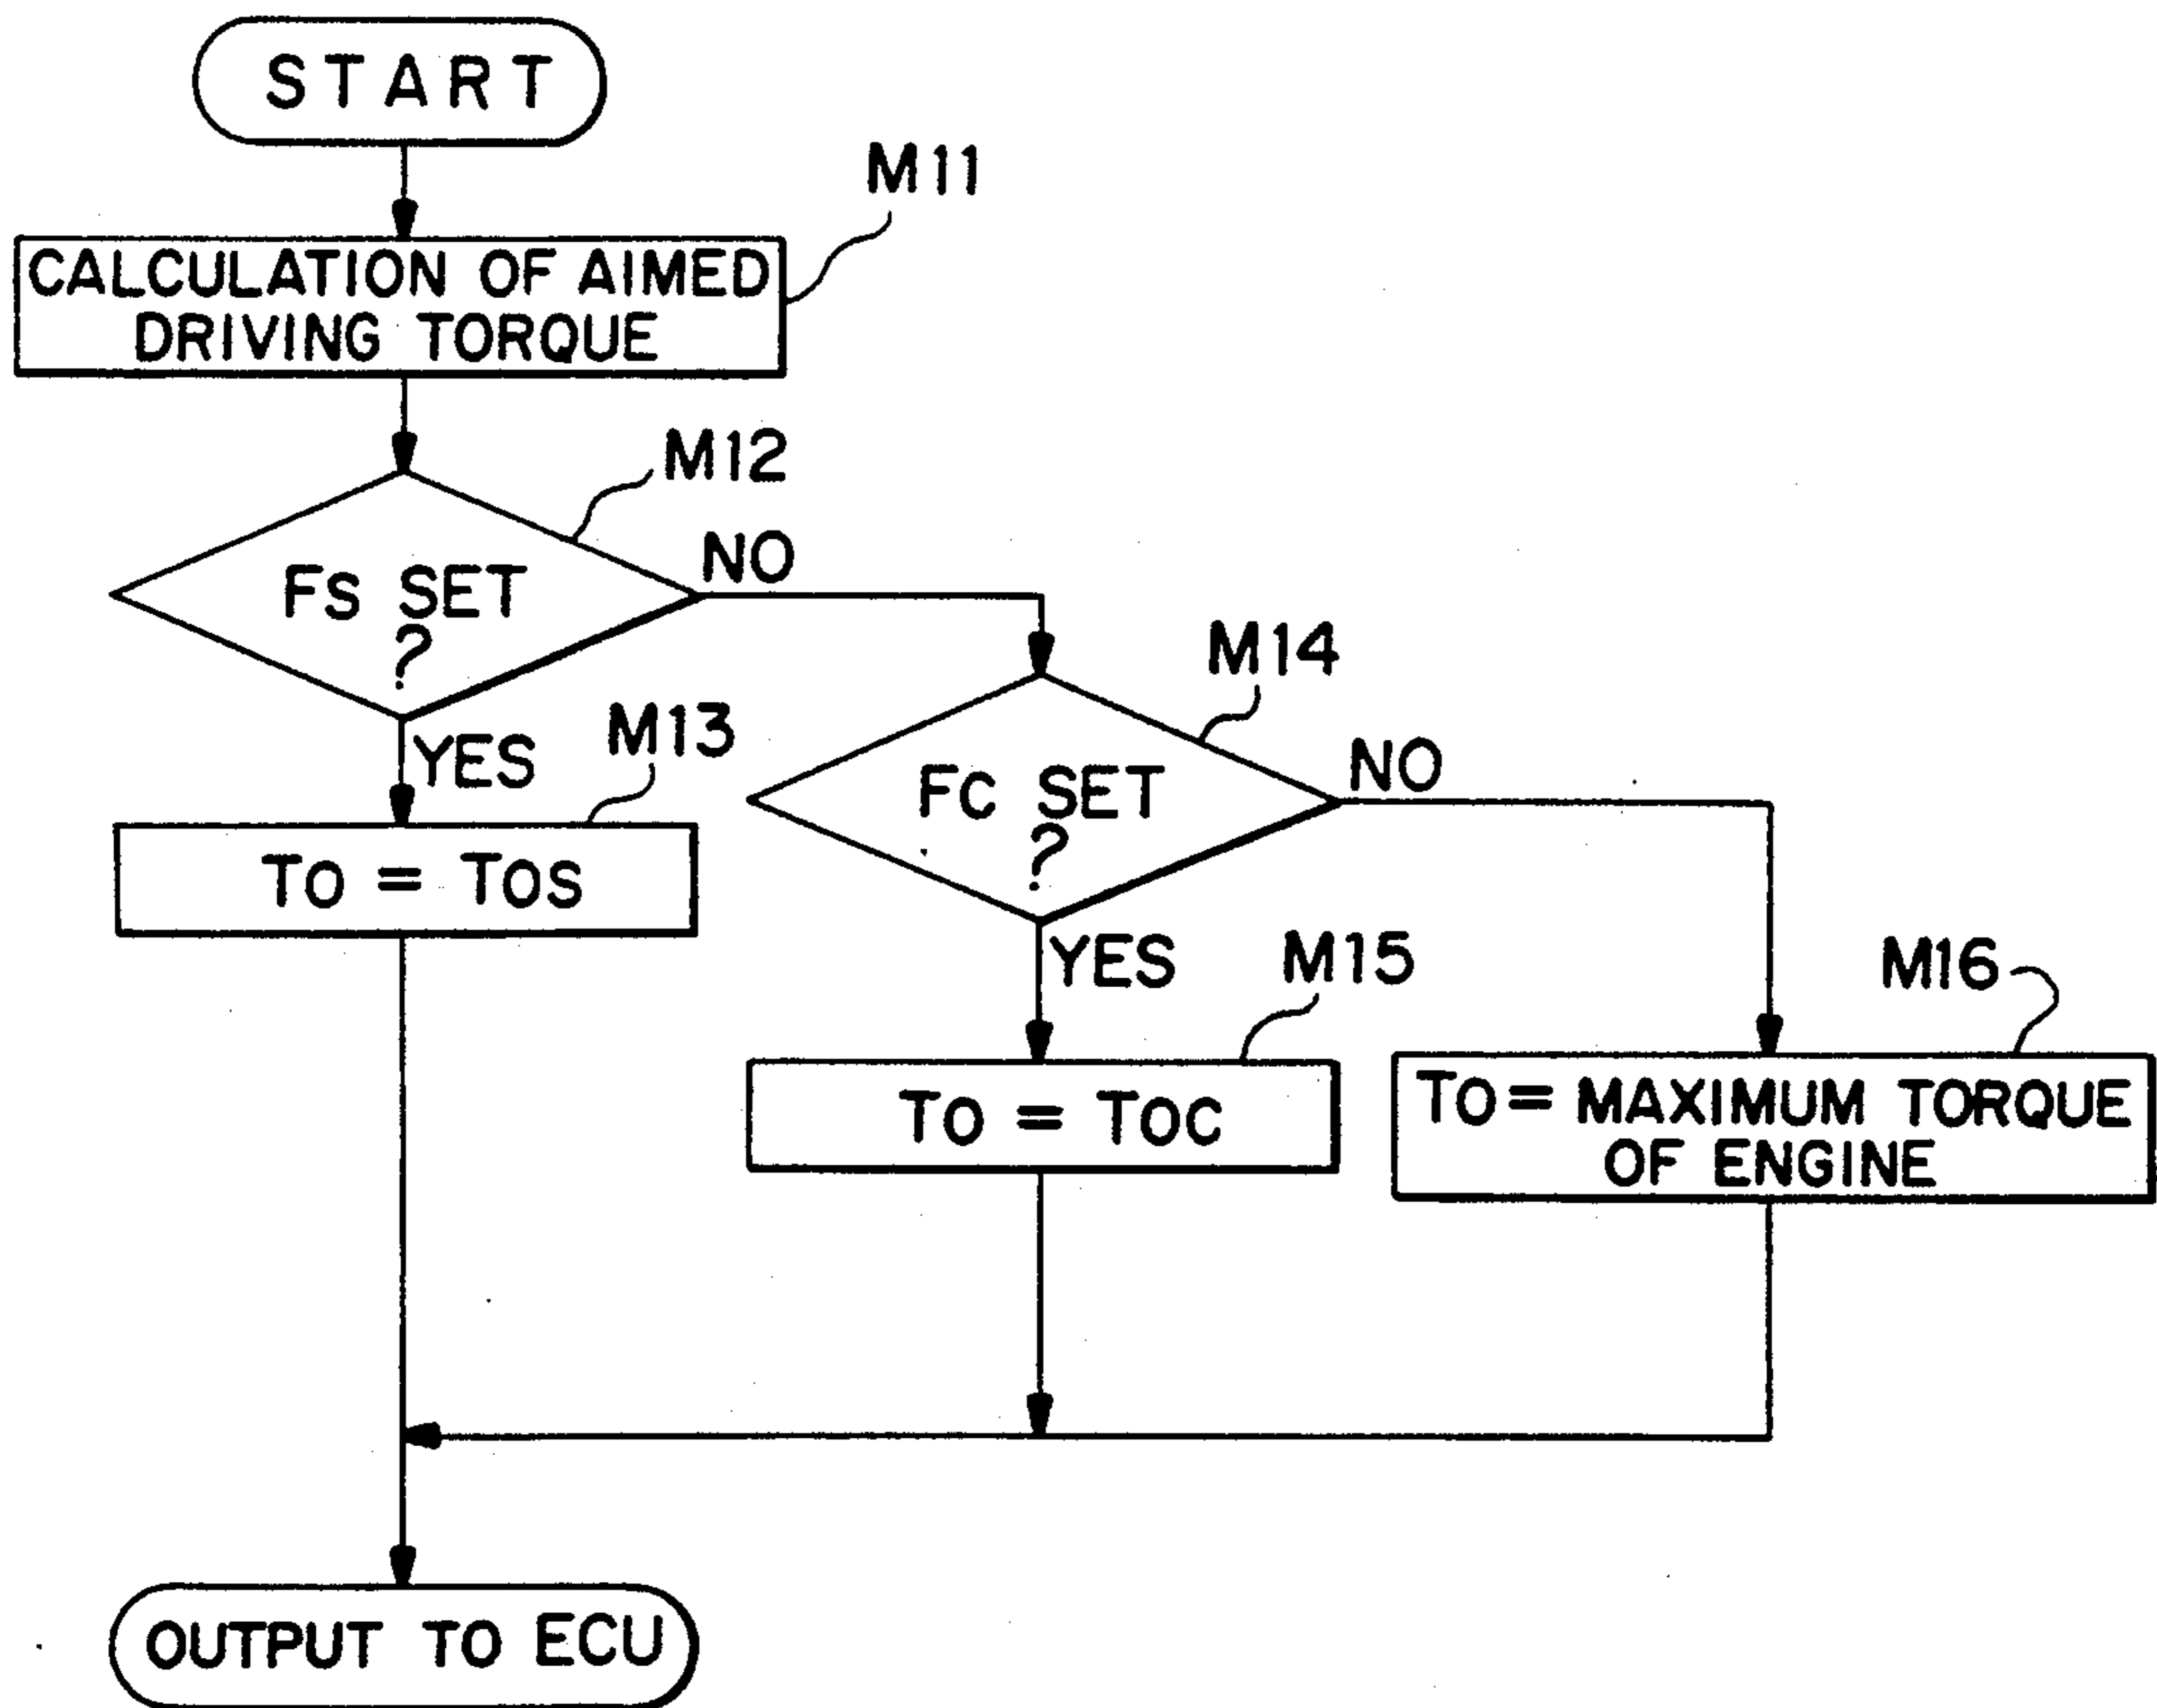 START
M11
CALCULATION OF AIMED
DRIVING TORQUE
M12
FS SET
?
NO
YES
M13
TO = TOS
M14
FC SET
?
NO
YES
M15
TO = TOC
M16
TO = MAXIMUM TORQUE
OF ENGINE
OUTPUT TO ECU